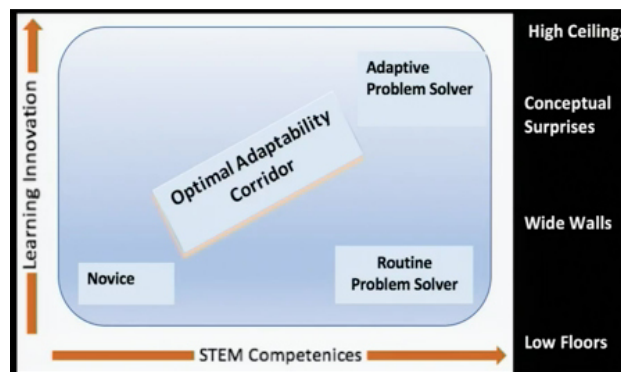 Learning Innovation
Adaptive
Problem Solver
Optimal Adaptability
Corridor
Novice
Routine
Problem Solver
STEM Competenices
High Ceilings
Conceptual
Surprises
Wide Walls
Low Floors